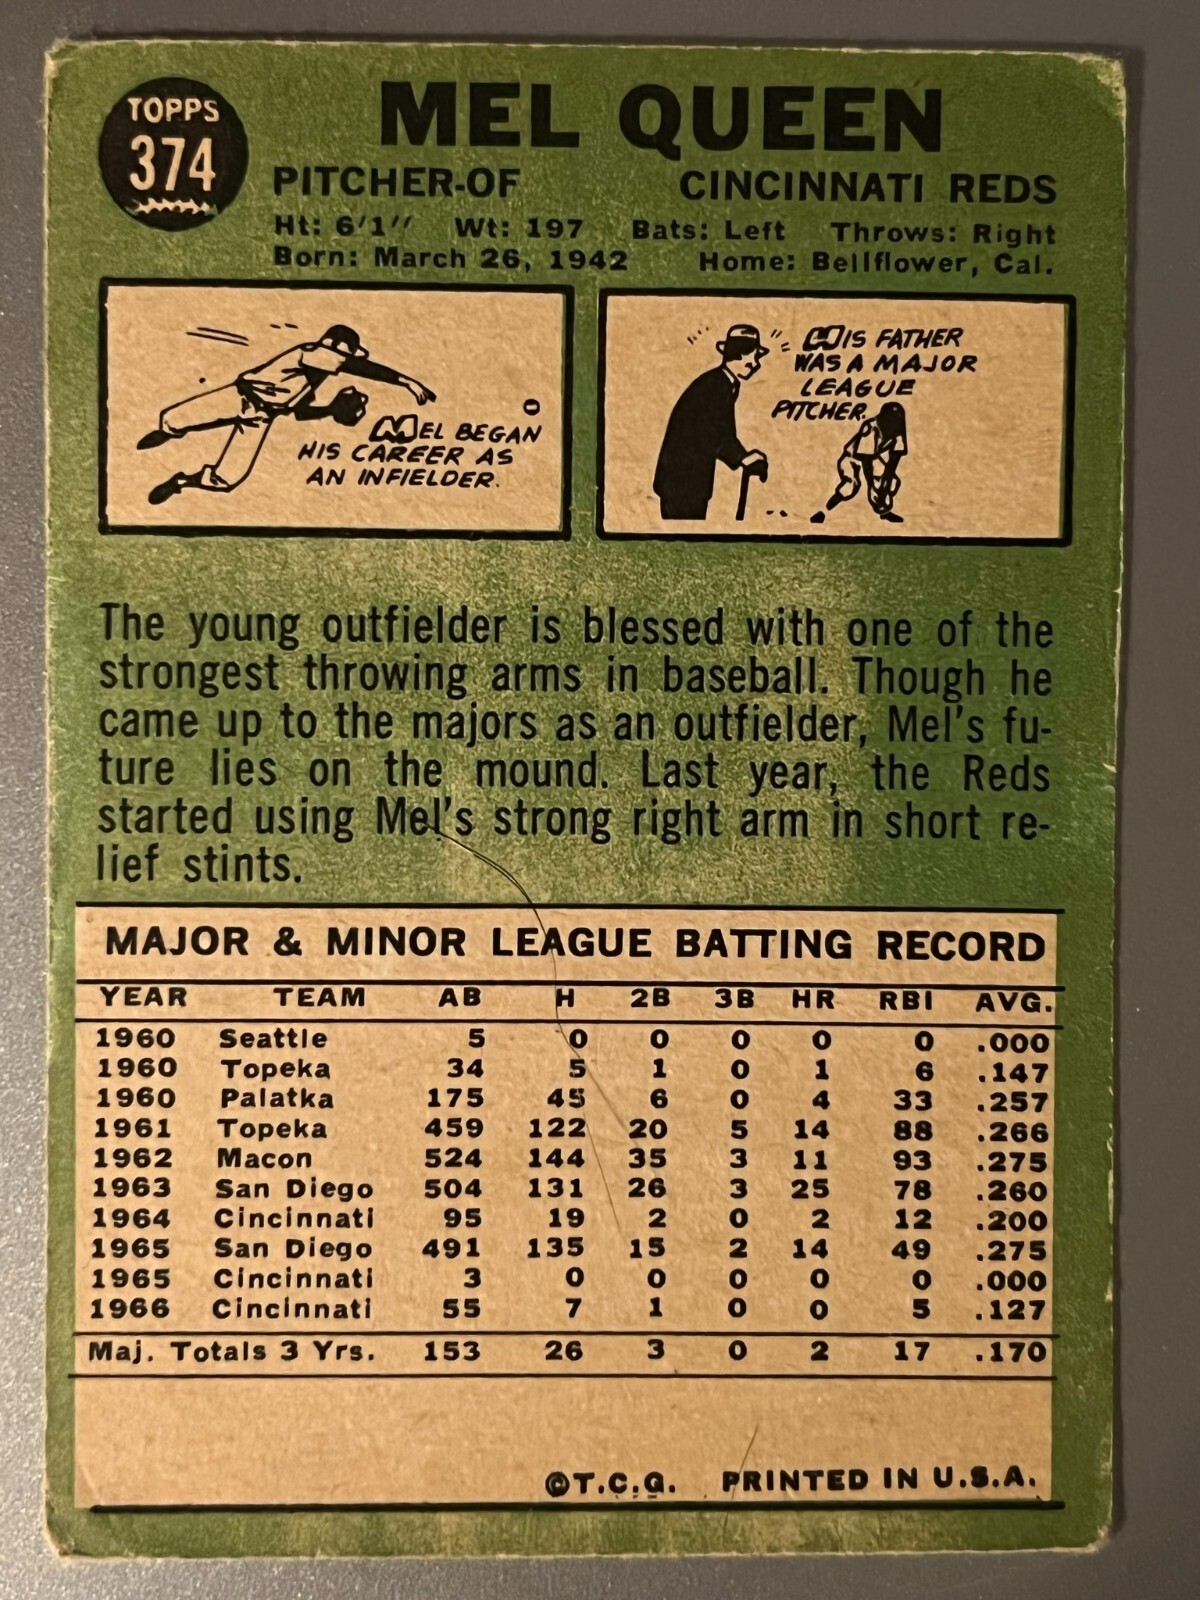 TOPPS
374
MEL QUEEN
PITCHER-OF CINCINNATI REDS
Ht: 6'1" Wt: 197 Bats: Left Throws: Right
Born: March 26, 1942 Home: Bellflower, Cal.
MEL BEGAN
HIS CAREER AS
AN INFIELDER.
HIS FATHER
WAS A MAJOR
LEAGUE
PITCHER.
The young outfielder is blessed with one of the
strongest throwing arms in baseball. Though he
came up to the majors as an outfielder, Mel's fu-
ture lies on the mound. Last year, the Reds
started using Mel's strong right arm in short re-
lief stints.
MAJOR & MINOR LEAGUE BATTING RECORD
YEAR TEAM AB H 2B 3B HR RBI AVG.
1960 Seattle 5 0 0 0 0 0 .000
1960 Topeka 34 5 1 0 1 6 .147
1960 Palatka 175 45 6 0 4 33 .257
1961 Topeka 459 122 20 5 14 88 .266
1962 Macon 524 144 35 3 11 93 .275
1963 San Diego 504 131 26 3 25 78 .260
1964 Cincinnati 95 19 2 0 2 12 .200
1965 San Diego 491 135 15 2 14 49 .275
1965 Cincinnati 3 0 0 0 0 0 .000
1966 Cincinnati 55 7 1 0 0 5 .127
Maj. Totals 3 Yrs. 153 26 3 0 2 17 .170
©T.C.G. PRINTED IN U.S.A.